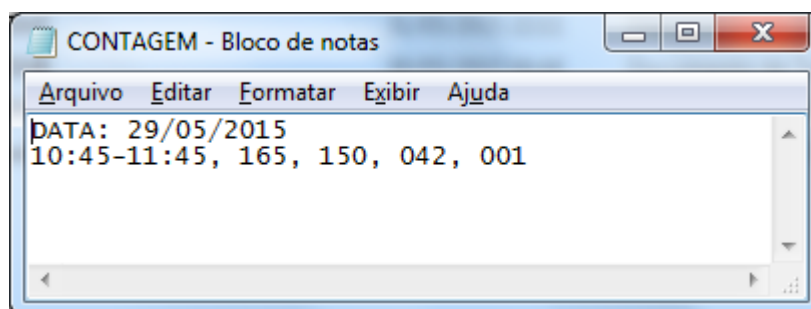 CONTAGEM - Bloco de notas
Arquivo Editar Formatar Exibir Ajuda
DATA: 29/05/2015
10:45-11:45, 165, 150, 042, 001